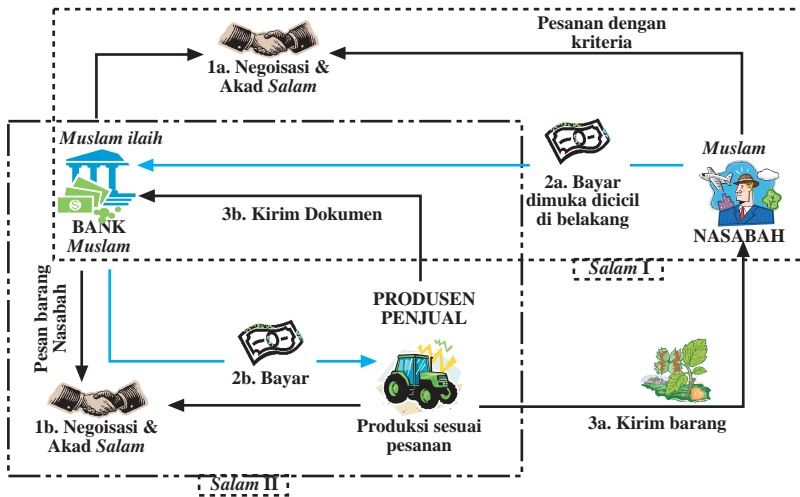 Pesanan dengan
kriteria
1a. Negoisasi &
Akad Salam
Muslam ilaih
BANK
Muslam
2a. Bayar
dimuka dicicil
di belakang
Muslam
NASABAH
3b. Kirim Dokumen
Salam I
Pesan barang
Nasabah
PRODUSEN
PENJUAL
2b. Bayar
Produksi sesuai
pesanan
3a. Kirim barang
1b. Negoisasi &
Akad Salam
Salam II